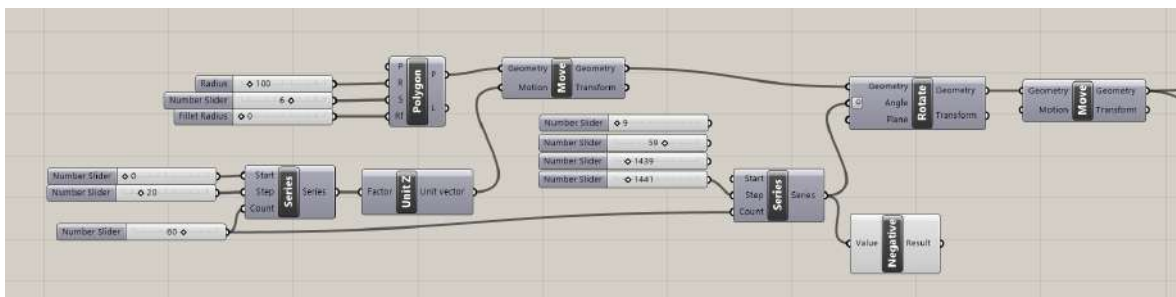 P
R
S
Rf
Polygon
P
L
Radius 100
Number Slider 6
Fillet Radius 0
Geometry Move Geometry
Motion Transform
Number Slider 9
Number Slider 59
Number Slider 1439
Number Slider 1441
Geometry Rotate Geometry
Angle
Plane Transform
Geometry Move Geometry
Motion Transform
Number Slider 0
Number Slider 20
Number Slider 60
Start
Step Series Series
Count
Factor Unit Z Unit vector
Start
Step Series Series
Count
Value Negative Result